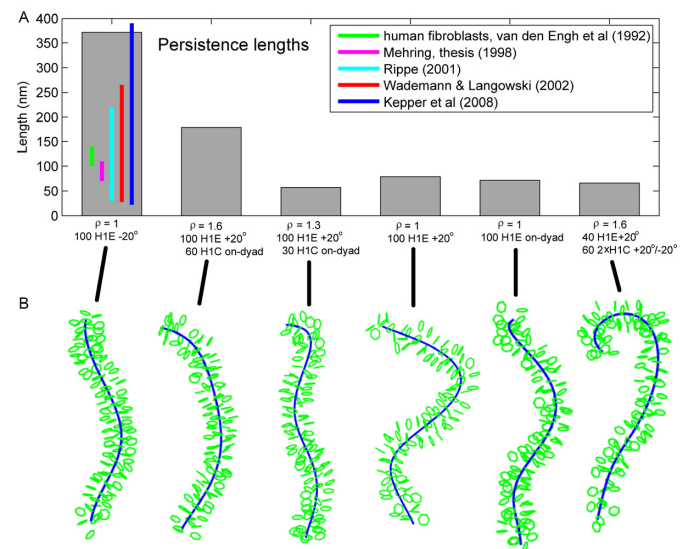 A
Persistence lengths
human fibroblasts, van den Engh et al (1992)
Mehring, thesis (1998)
Rippe (2001)
Wademann & Langowski (2002)
Kepper et al (2008)
Length (nm)
400
350
300
250
200
150
100
50
0
ρ = 1
100 H1E -20°
ρ = 1.6
100 H1E +20°
60 H1C on-dyad
ρ = 1.3
100 H1E +20°
30 H1C on-dyad
ρ = 1
100 H1E +20°
ρ = 1
100 H1E on-dyad
ρ = 1.6
40 H1E+20°
60 2×H1C +20°/-20°
B